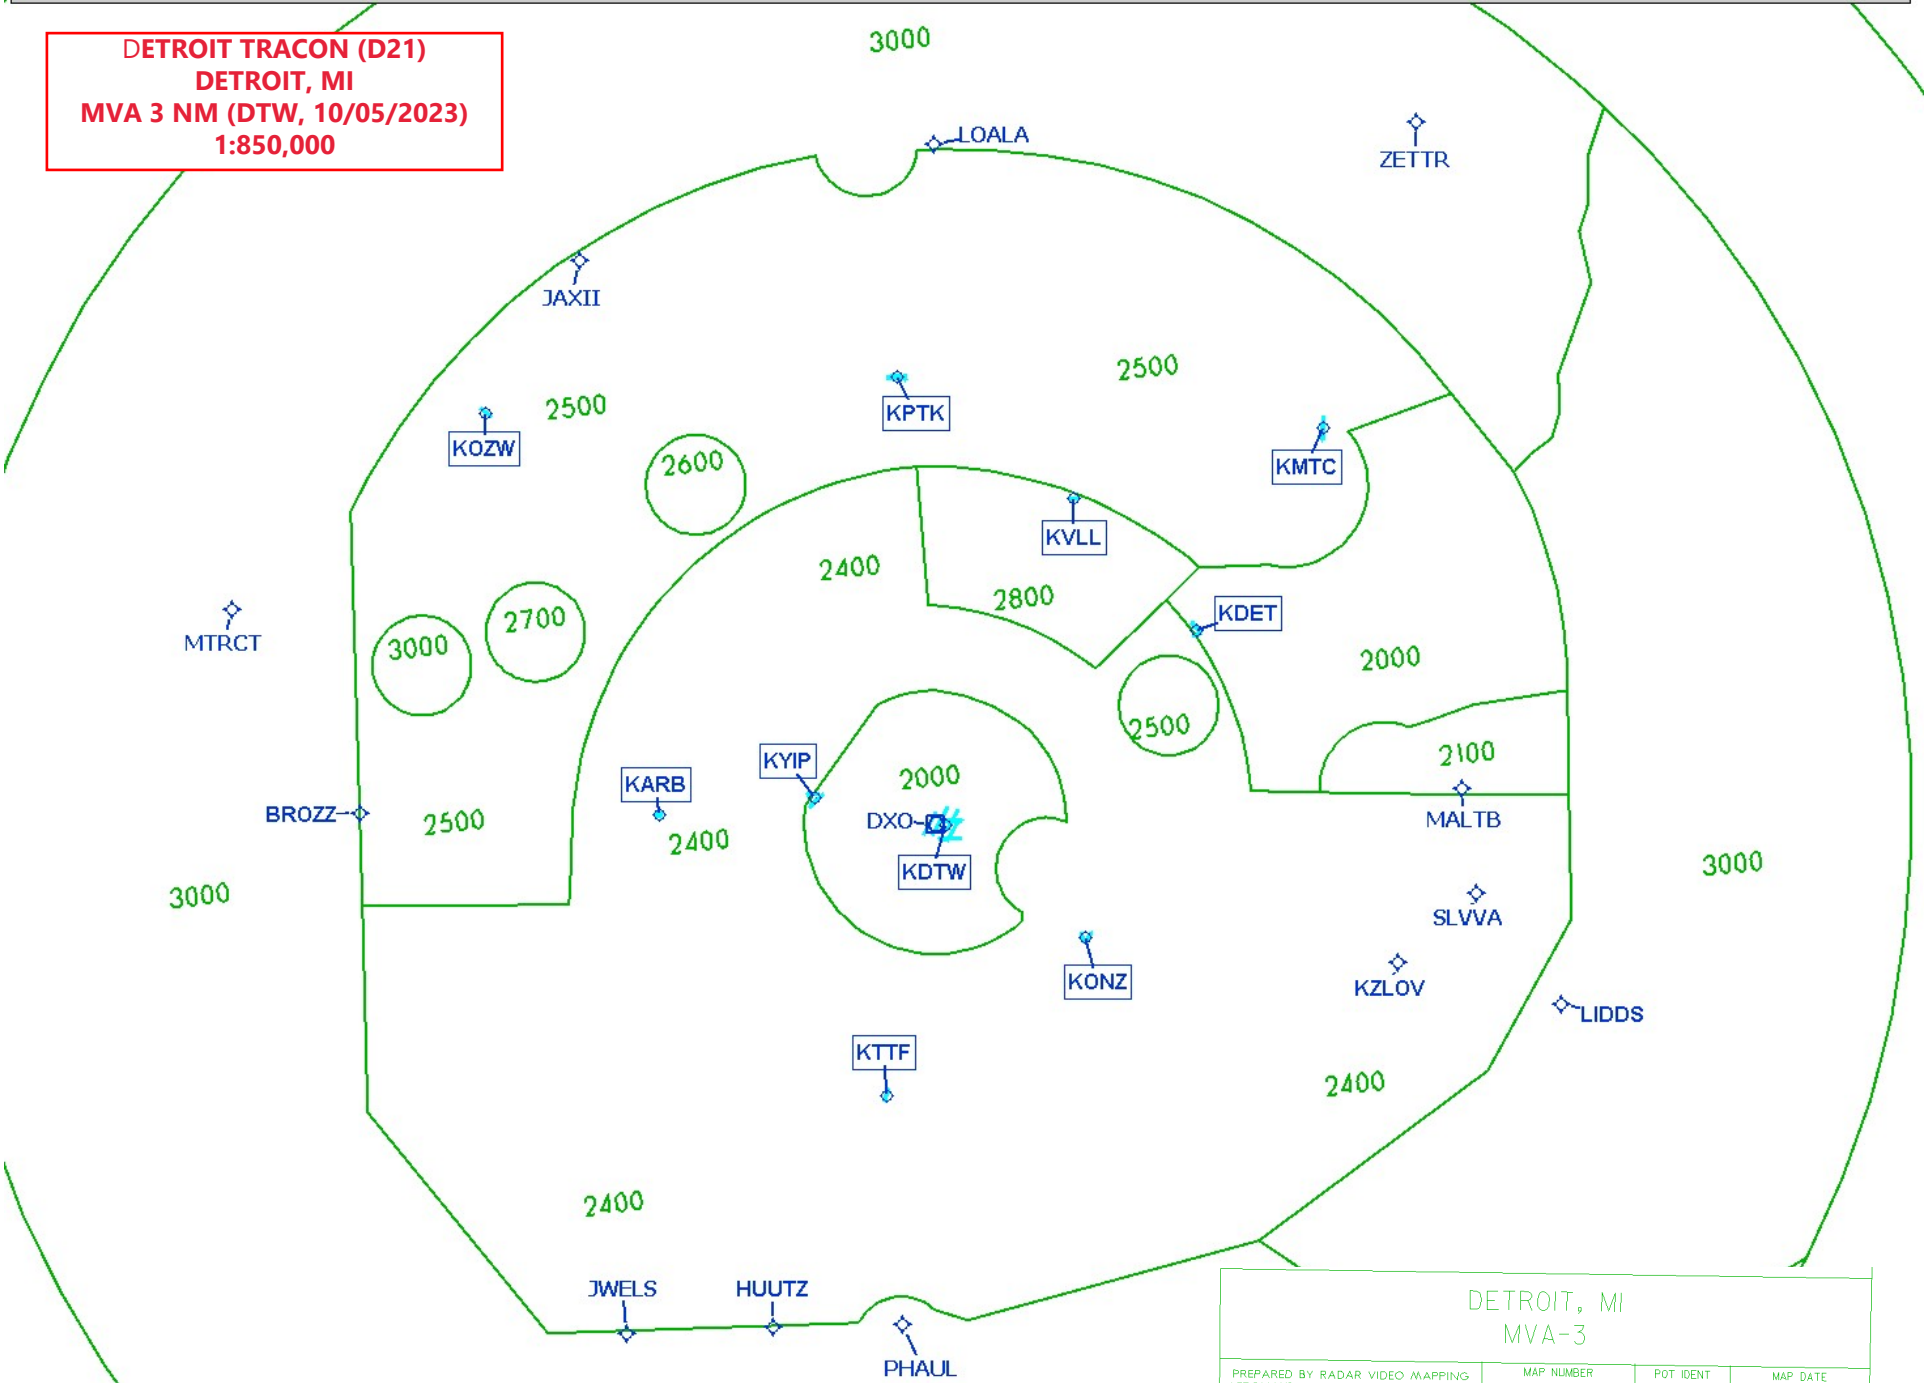 DETROIT TRACON (D21)
DETROIT, MI
MVA 3 NM (DTW, 10/05/2023)
1:850,000
3000
LOALA
ZETTR
JAXII
2500
2500
KPTK
KOZW
2600
KMTC
KVLL
2400
2800
KDET
MTRCT
3000
2700
2000
2500
2100
KYIP
2000
KARB
BROZZ
2500
DXO
MALTB
2400
KDTW
3000
3000
SLVVA
KONZ
KZLOV
LIDDS
KTTF
2400
2400
JWELS
HUUTZ
PHAUL
DETROIT, MI
MVA-3
PREPARED BY RADAR VIDEO MAPPING
MAP NUMBER
POT IDENT
MAP DATE